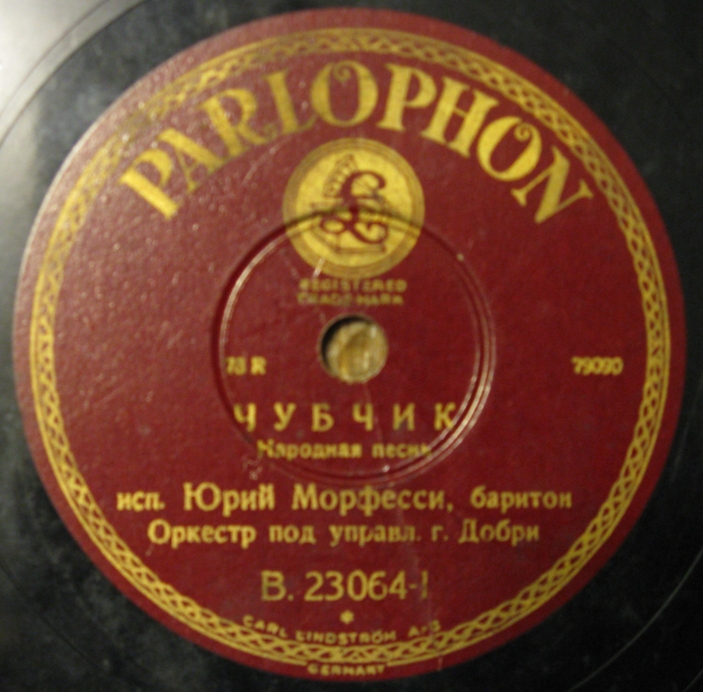 PARLOPHON
£
REGISTERED
TRADE MARK
78 R 79090
ЧУБЧИК
Народная песня
исп. Юрий Морфесси, баритон
Оркестр под управл. г. Добри
B. 23064-I
CARL LINDSTRÖM A-G
GERMANY